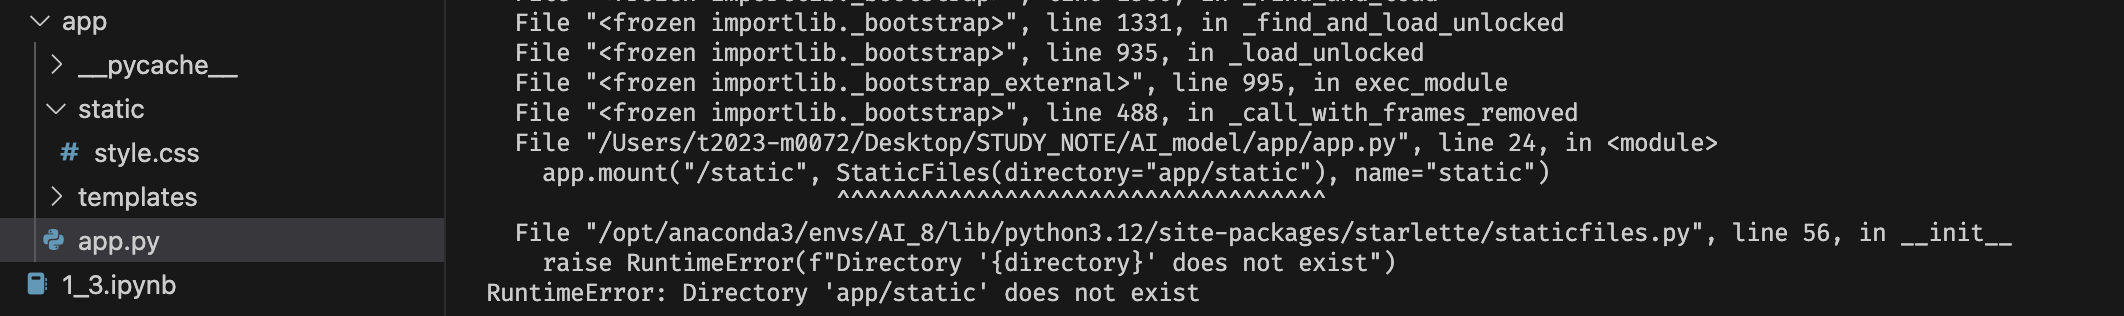 app
__pycache__
static
# style.css
templates
app.py
1_3.ipynb
File "<frozen importlib._bootstrap>", line 1331, in _find_and_load_unlocked
File "<frozen importlib._bootstrap>", line 935, in _load_unlocked
File "<frozen importlib._bootstrap_external>", line 995, in exec_module
File "<frozen importlib._bootstrap>", line 488, in _call_with_frames_removed
File "/Users/t2023-m0072/Desktop/STUDY_NOTE/AI_model/app/app.py", line 24, in <module>
app.mount("/static", StaticFiles(directory="app/static"), name="static")
^^^^^^^^^^^^^^^^^^^^^^^^^^^^^^^^^^^
File "/opt/anaconda3/envs/AI_8/lib/python3.12/site-packages/starlette/staticfiles.py", line 56, in __init__
raise RuntimeError(f"Directory '{directory}' does not exist")
RuntimeError: Directory 'app/static' does not exist